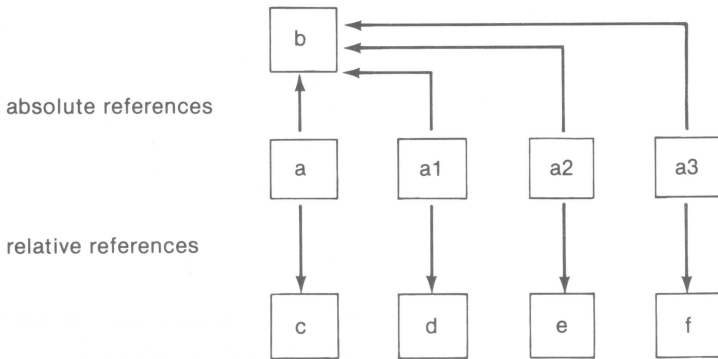 b
absolute references
a a1 a2 a3
relative references
c d e f